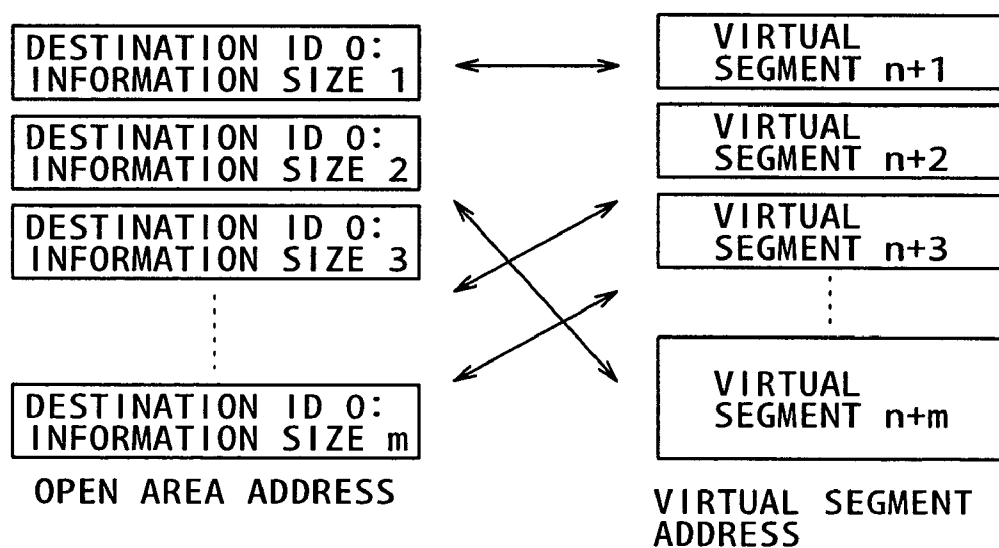 DESTINATION ID 0:
INFORMATION SIZE 1
DESTINATION ID 0:
INFORMATION SIZE 2
DESTINATION ID 0:
INFORMATION SIZE 3
DESTINATION ID 0:
INFORMATION SIZE m
OPEN AREA ADDRESS
VIRTUAL
SEGMENT n+1
VIRTUAL
SEGMENT n+2
VIRTUAL
SEGMENT n+3
VIRTUAL
SEGMENT n+m
VIRTUAL SEGMENT
ADDRESS